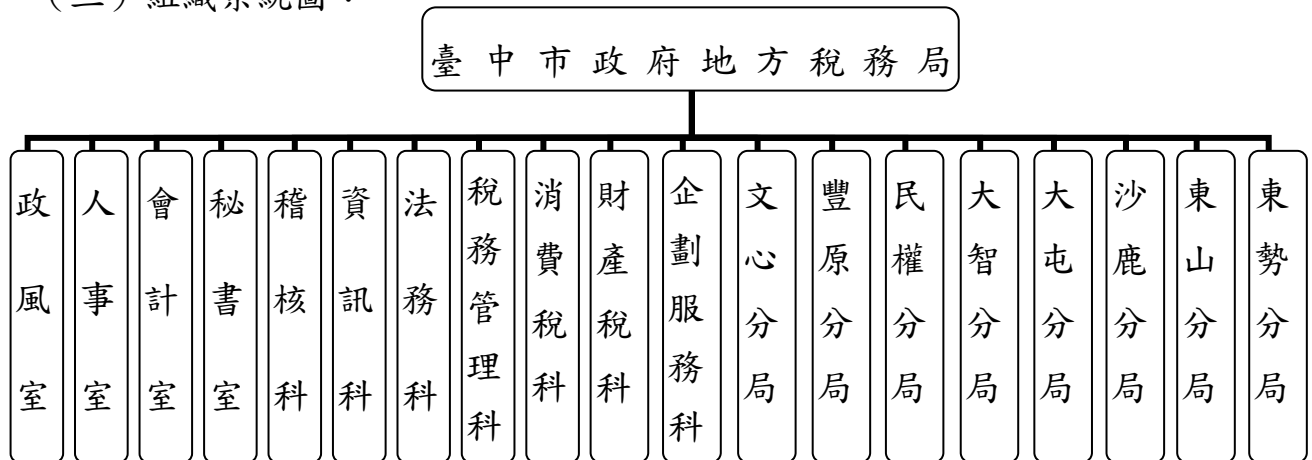 組織系統圖：
臺中市政府地方稅務局
政風室
人事室
會計室
秘書室
稽核科
資訊科
法務科
稅務管理科
消費稅科
財產稅科
企劃服務科
文心分局
豐原分局
民權分局
大智分局
大屯分局
沙鹿分局
東山分局
東勢分局